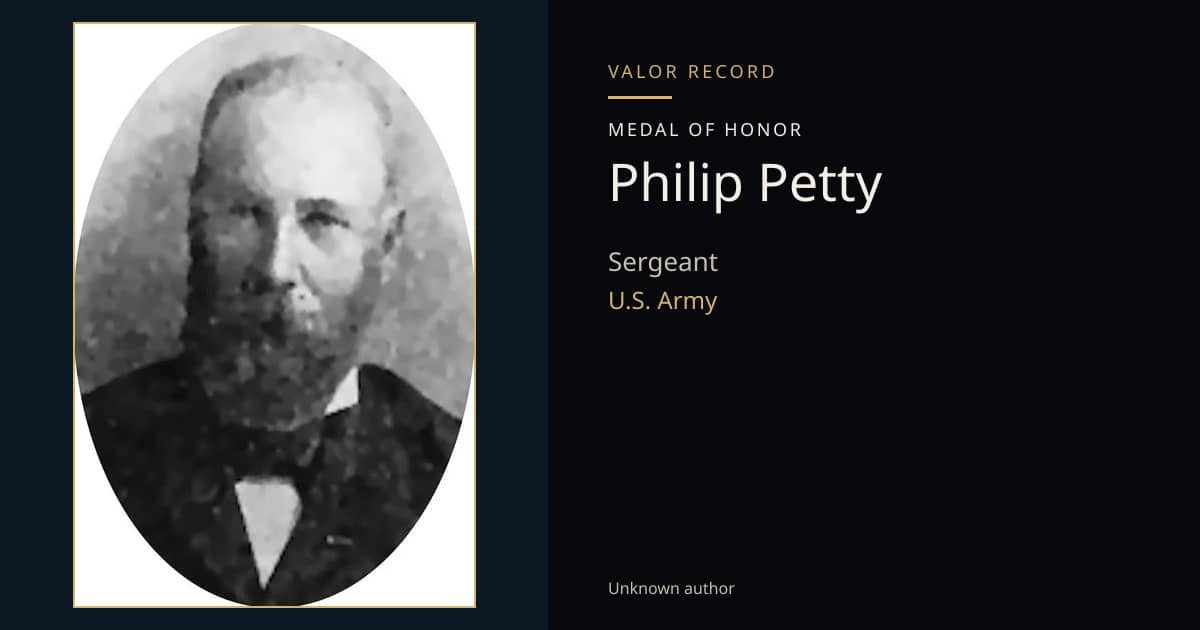 VALOR RECORD
MEDAL OF HONOR
Philip Petty
Sergeant
U.S. Army
Unknown author